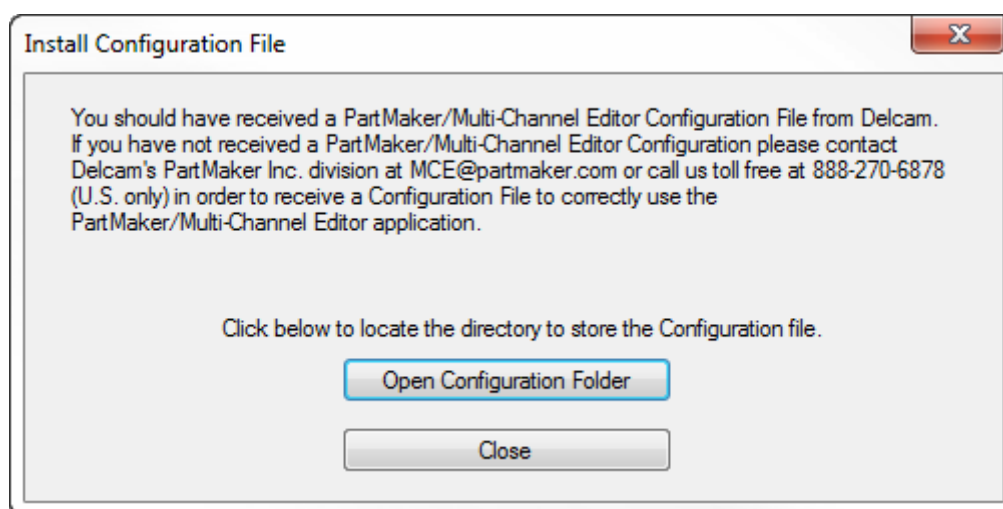 Install Configuration File
You should have received a PartMaker/Multi-Channel Editor Configuration File from Delcam.
If you have not received a PartMaker/Multi-Channel Editor Configuration please contact
Delcam's PartMaker Inc. division at MCE@partmaker.com or call us toll free at 888-270-6878
(U.S. only) in order to receive a Configuration File to correctly use the
PartMaker/Multi-Channel Editor application.
Click below to locate the directory to store the Configuration file.
Open Configuration Folder
Close